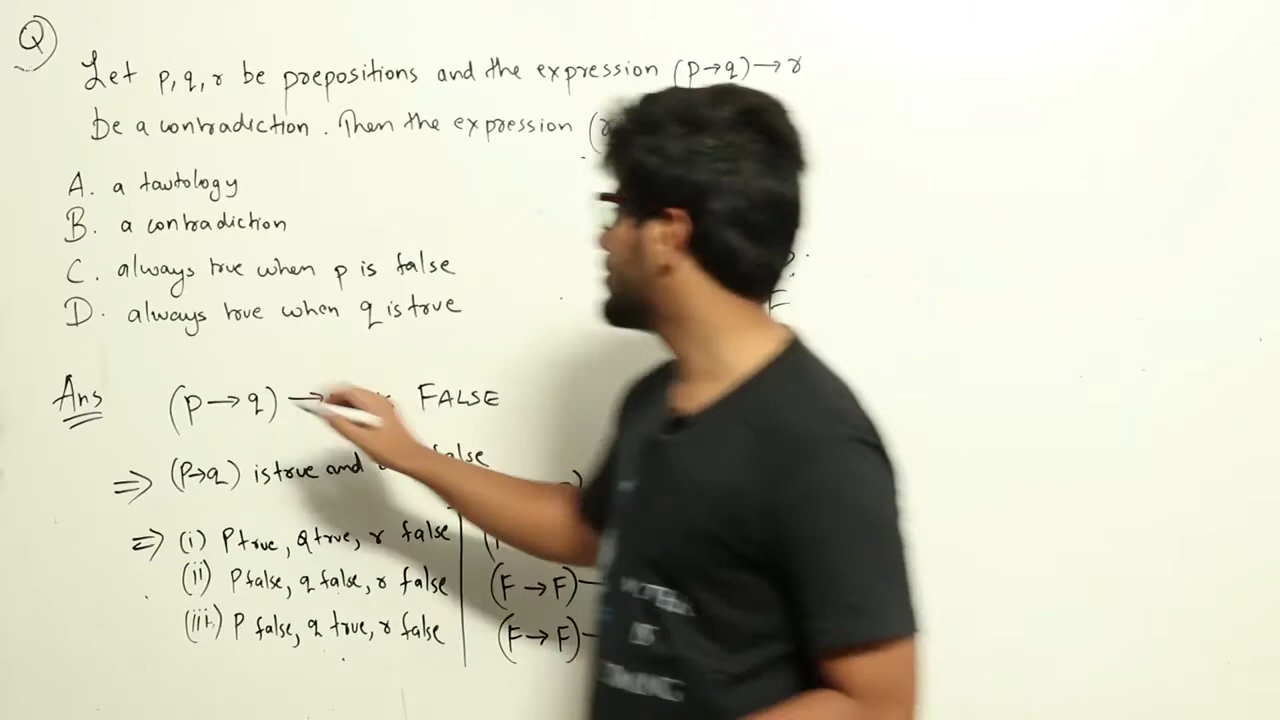 Q
Let p, q, r be prepositions and the expression (p→q)→r
be a contradiction. Then the expression (
A. a tautology
B. a contradiction
C. always true when p is false
D. always true when q is true
F
Ans (p→q)→ FALSE
⇒ (p→q) is true and false
⇒ (i) P true, q true, r false
(ii) P false, q false, r false (F→F)→
(iii) P false, q true, r false (F→F)→
IS